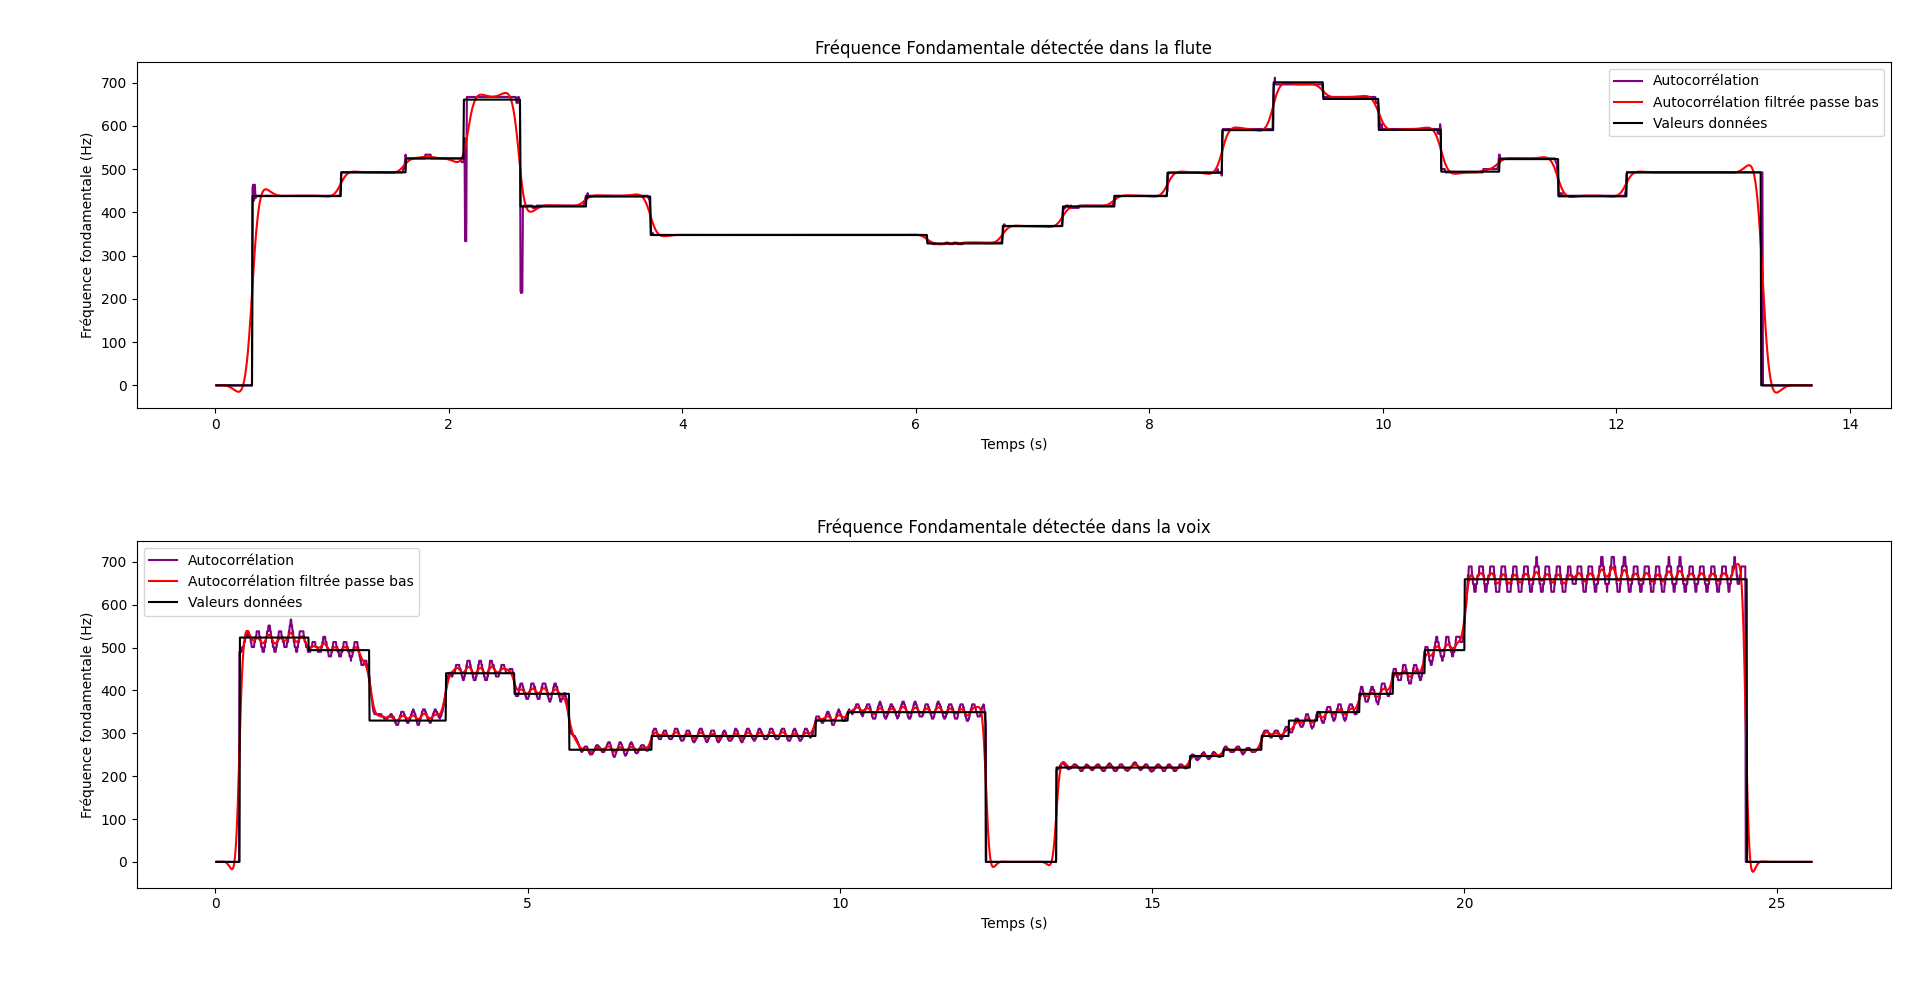 Fréquence Fondamentale détectée dans la flute
Fréquence fondamentale (Hz)
700
600
500
400
300
200
100
0
Autocorrélation
Autocorrélation filtrée passe bas
Valeurs données
0 2 4 6 8 10 12 14
Temps (s)
Fréquence Fondamentale détectée dans la voix
Fréquence fondamentale (Hz)
700
600
500
400
300
200
100
0
Autocorrélation
Autocorrélation filtrée passe bas
Valeurs données
0 5 10 15 20 25
Temps (s)